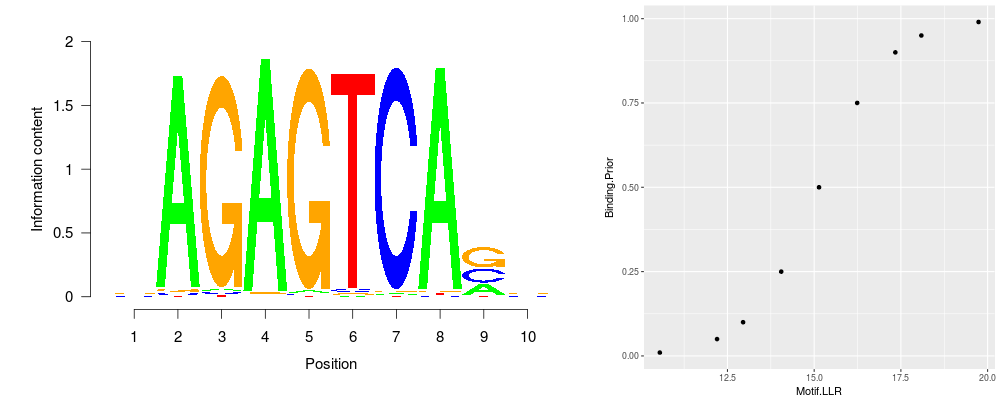 2
1.5
1
0.5
0
Information content
A G A G T C A G
C
A
1 2 3 4 5 6 7 8 9 10
Position
1.00
0.75
0.50
0.25
0.00
Binding.Prior
12.5 15.0 17.5 20.0
Motif.LLR